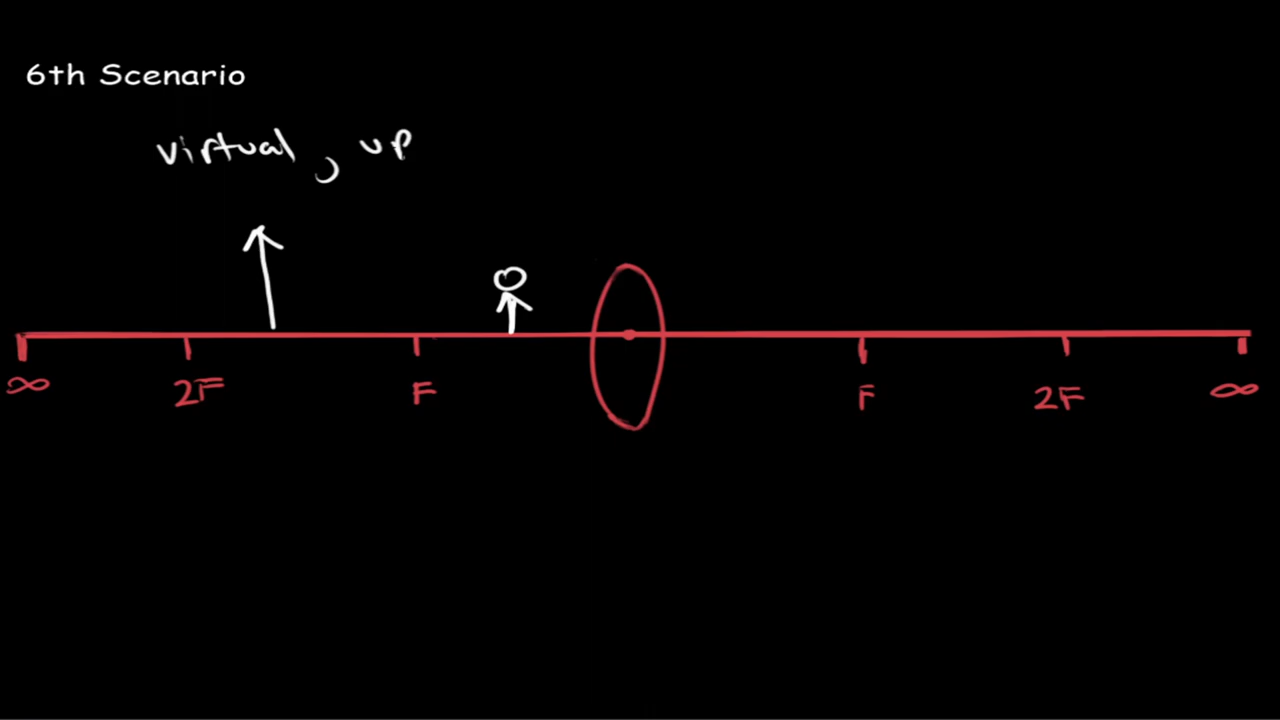 6th Scenario
virtual, up
O
∞ 2F F F 2F ∞